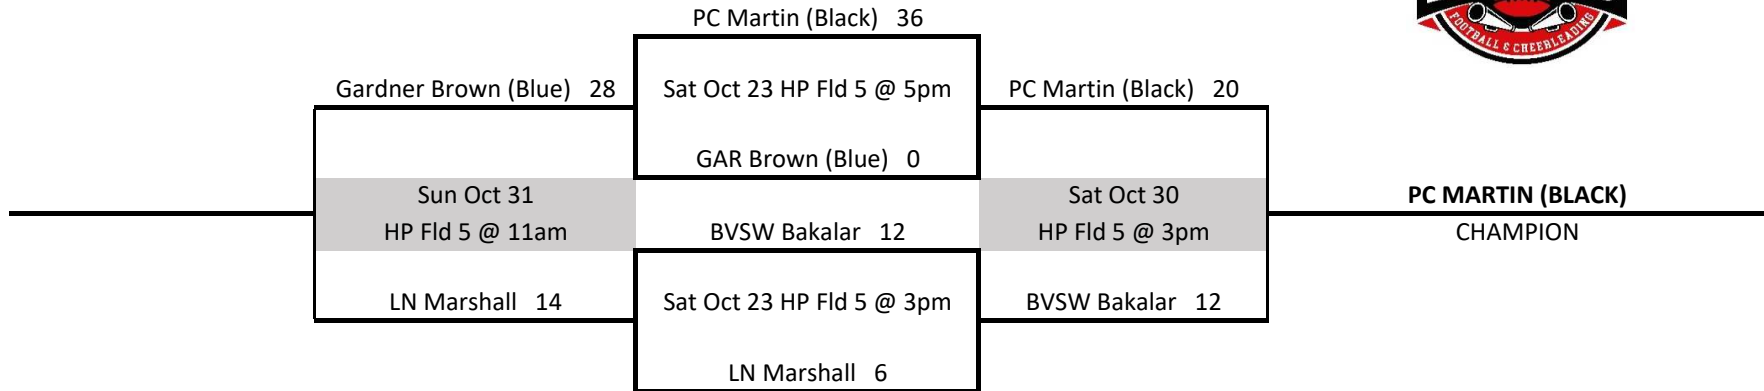 PC Martin (Black) 36
FOOTBALL & CHEERLEADING
Gardner Brown (Blue) 28
Sat Oct 23 HP Fld 5 @ 5pm
PC Martin (Black) 20
GAR Brown (Blue) 0
Sun Oct 31
HP Fld 5 @ 11am
BVSW Bakalar 12
Sat Oct 30
HP Fld 5 @ 3pm
PC MARTIN (BLACK)
CHAMPION
LN Marshall 14
Sat Oct 23 HP Fld 5 @ 3pm
BVSW Bakalar 12
LN Marshall 6